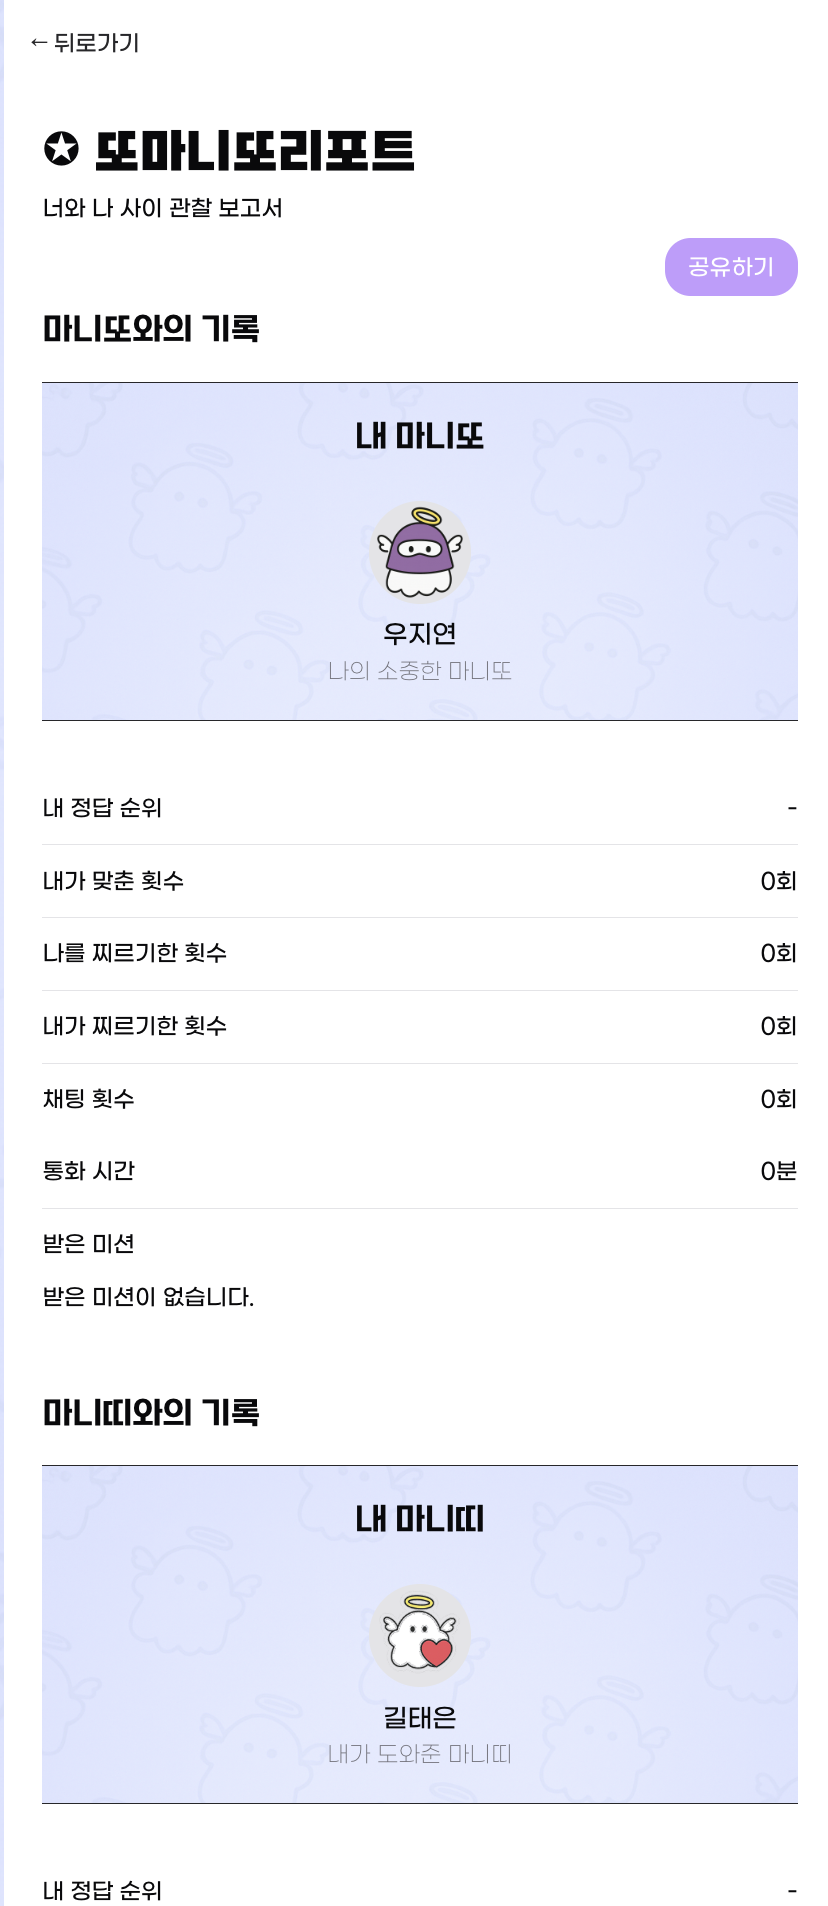 ← 뒤로가기
✪ 또마니또리포트
너와 나 사이 관찰 보고서
공유하기
마니또와의 기록
내 마니또
우지연
나의 소중한 마니또
내 정답 순위 -
내가 맞춘 횟수 0회
나를 찌르기한 횟수 0회
내가 찌르기한 횟수 0회
채팅 횟수 0회
통화 시간 0분
받은 미션
받은 미션이 없습니다.
마니띠와의 기록
내 마니띠
길태은
내가 도와준 마니띠
내 정답 순위 -